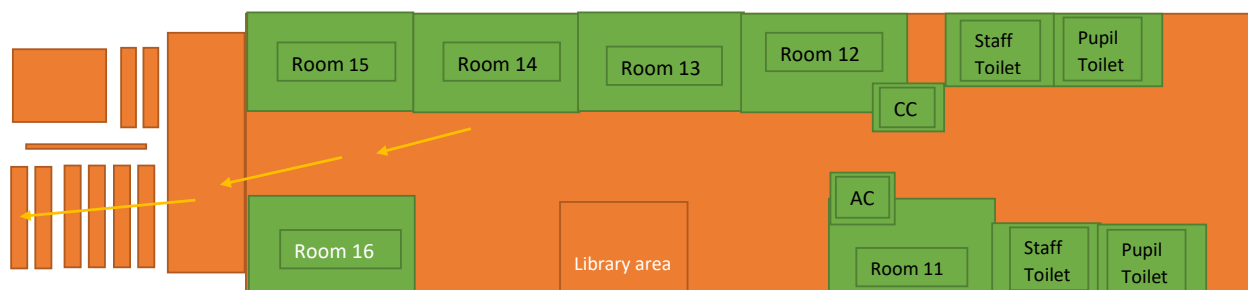 Room 15
Room 14
Room 13
Room 12
Staff
Toilet
Pupil
Toilet
CC
AC
Room 16
Library area
Room 11
Staff
Toilet
Pupil
Toilet